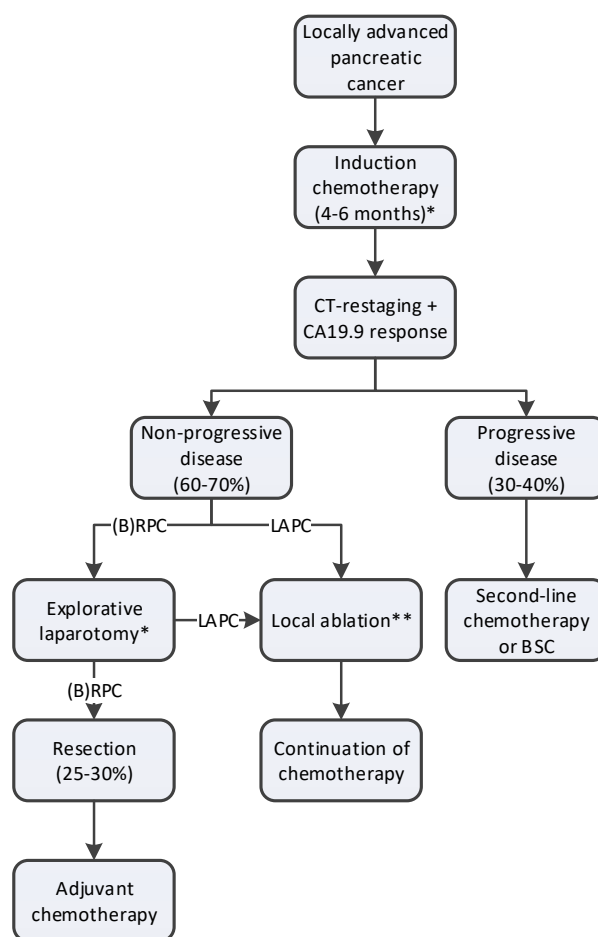 Locally advanced
pancreatic
cancer
Induction
chemotherapy
(4-6 months)*
CT-restaging +
CA19.9 response
Non-progressive
disease
(60-70%)
Progressive
disease
(30-40%)
(B)RPC
LAPC
Explorative
laparotomy*
LAPC
Local ablation**
Second-line
chemotherapy
or BSC
(B)RPC
Resection
(25-30%)
Continuation of
chemotherapy
Adjuvant
chemotherapy